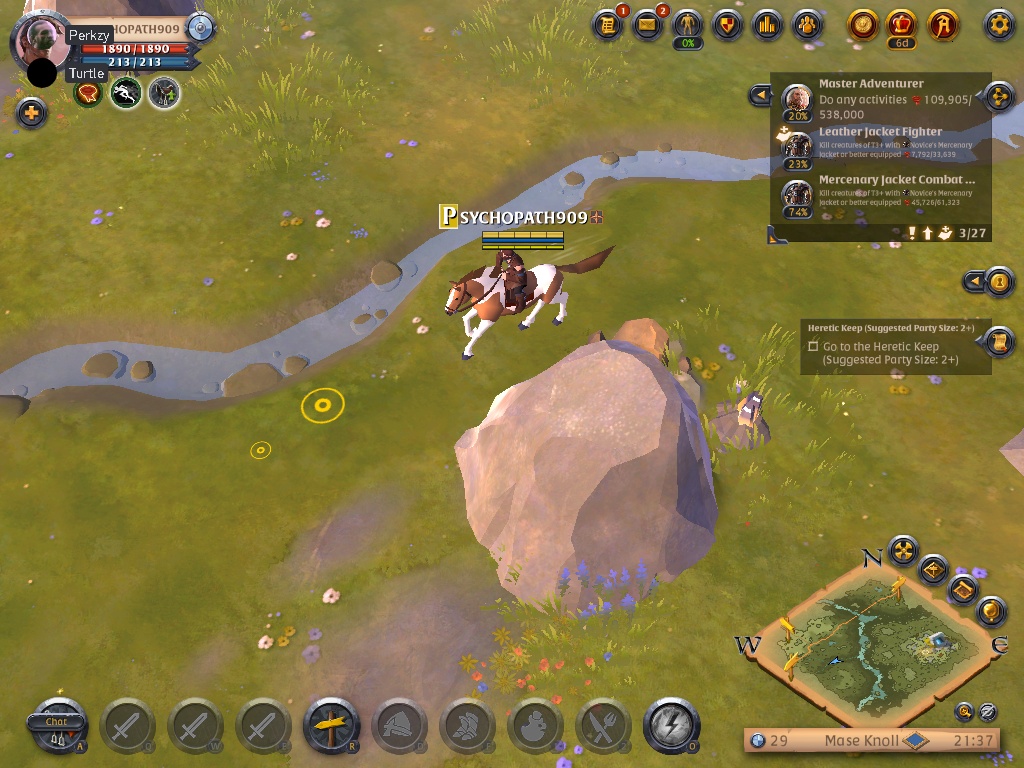 Perkzy
HOPATH909
1890 / 1890
213 / 213
Turtle
1
2
0%
6d
Master Adventurer
Do any activities 109,905/
538,000
20%
Leather Jacket Fighter
Kill creatures of T1+ with Novice's Mercenary
Jacket or better equipped 7,792/33,639
23%
Mercenary Jacket Combat ...
Kill creatures of T3+ with Novice's Mercenary
Jacket or better equipped 45,726/61,323
74%
3/27
PSYCHOPATH909
Heretic Keep (Suggested Party Size: 2+)
Go to the Heretic Keep
(Suggested Party Size: 2+)
N
W
E
Chat
A
Q
W
E
R
D
F
O
29
Mase Knoll
21:37